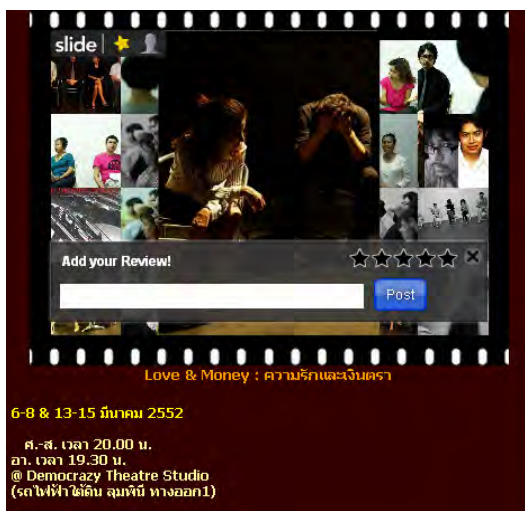 slide
Add your Review!
Post
Love & Money : ความรักและเงินตรา
6-8 & 13-15 มีนาคม 2552
ศ.-ส. เวลา 20.00 น.
อา. เวลา 19.30 น.
@ Democrazy Theatre Studio
(รถไฟฟ้าใต้ดิน ลุมพินี ทางออก1)